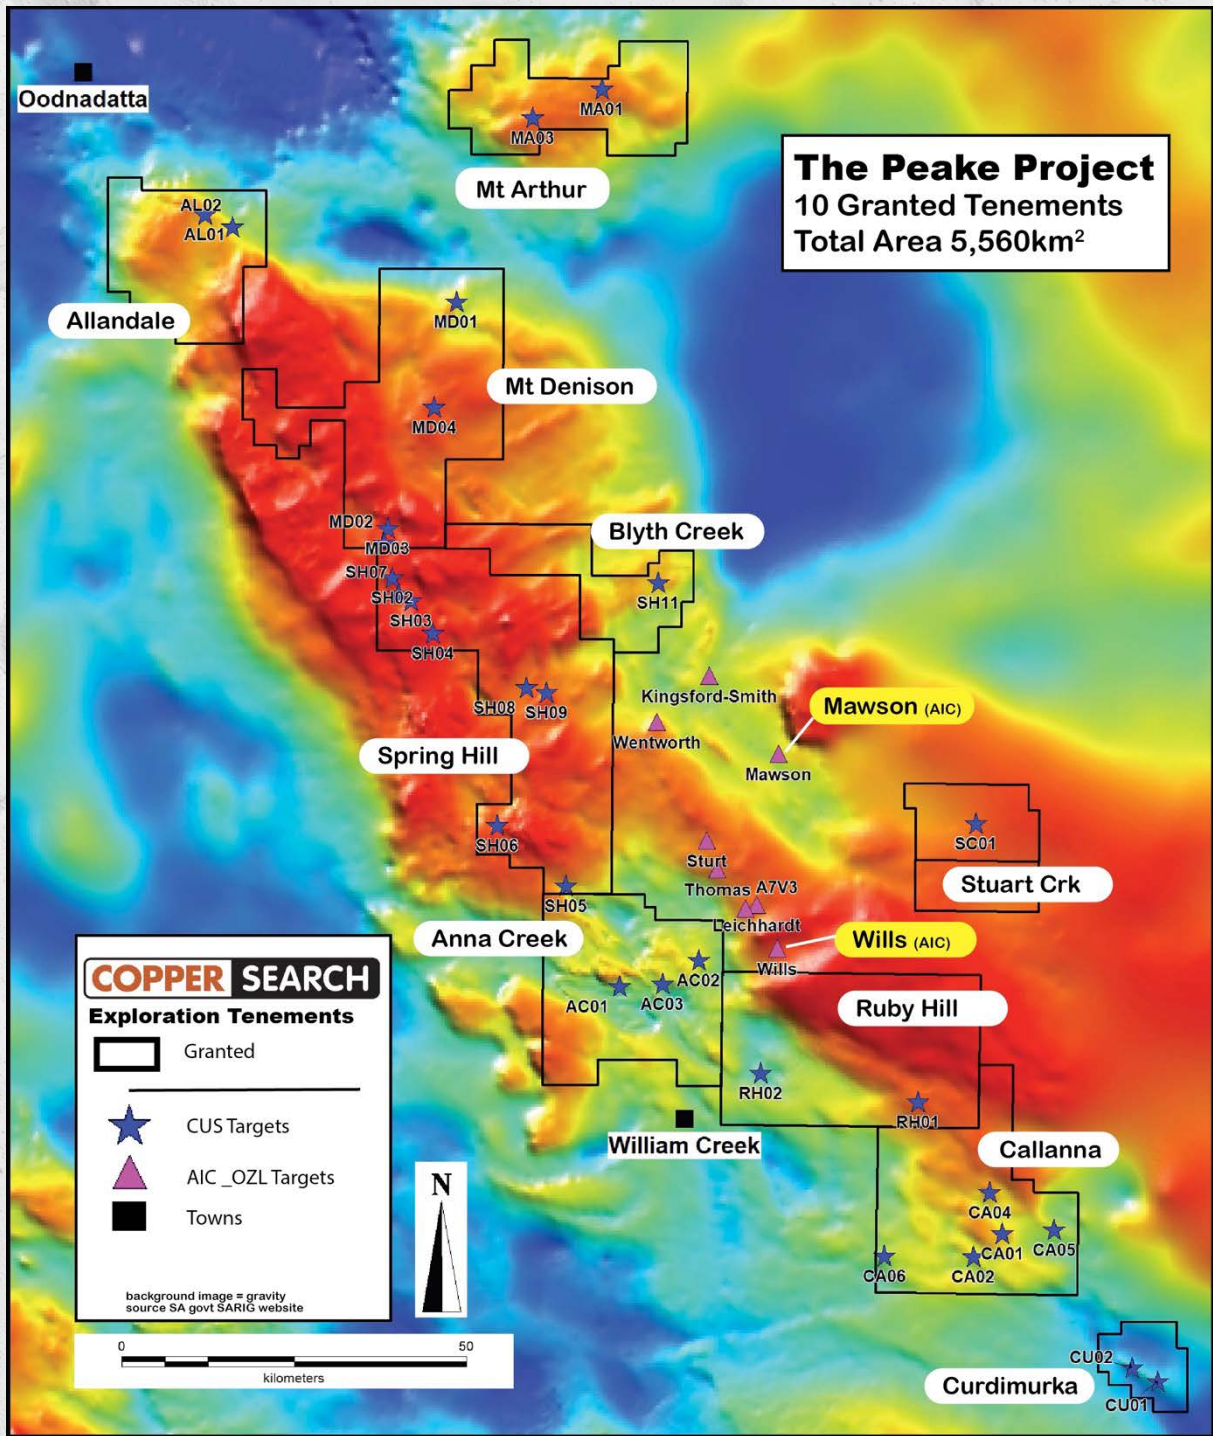 Oodnadatta
MA01
MA03
Mt Arthur
The Peake Project
10 Granted Tenements
Total Area 5,560km²
AL02
AL01
Allandale
MD01
Mt Denison
MD04
MD02
MD03
Blyth Creek
SH07
SH02
SH03
SH04
SH11
SH08
SH09
Kingsford-Smith
Mawson (AIC)
Wentworth
Mawson
Spring Hill
SH06
SC01
Stuart Crk
Sturt
Thomas
A7V3
Leichhardt
SH05
Anna Creek
Wills (AIC)
Wills
AC02
AC01
AC03
Ruby Hill
RH02
RH01
William Creek
Callanna
CA04
CA01
CA05
CA06
CA02
CU02
Curdimurka
CU01
COPPER SEARCH
Exploration Tenements
Granted
CUS Targets
AIC _OZL Targets
Towns
background image = gravity
source SA govt SARIG website
N
0 50
kilometers